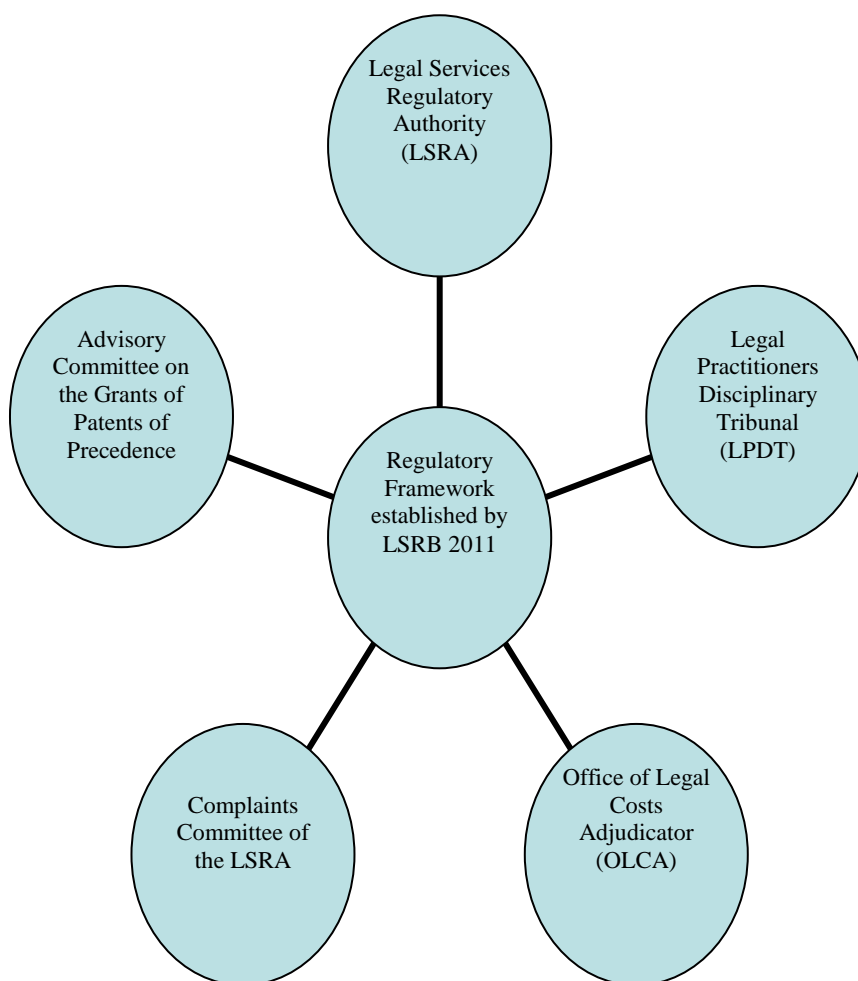 Legal Services
Regulatory
Authority
(LSRA)
Advisory
Committee on
the Grants of
Patents of
Precedence
Legal
Practitioners
Disciplinary
Tribunal
(LPDT)
Regulatory
Framework
established by
LSRB 2011
Complaints
Committee of
the LSRA
Office of Legal
Costs
Adjudicator
(OLCA)